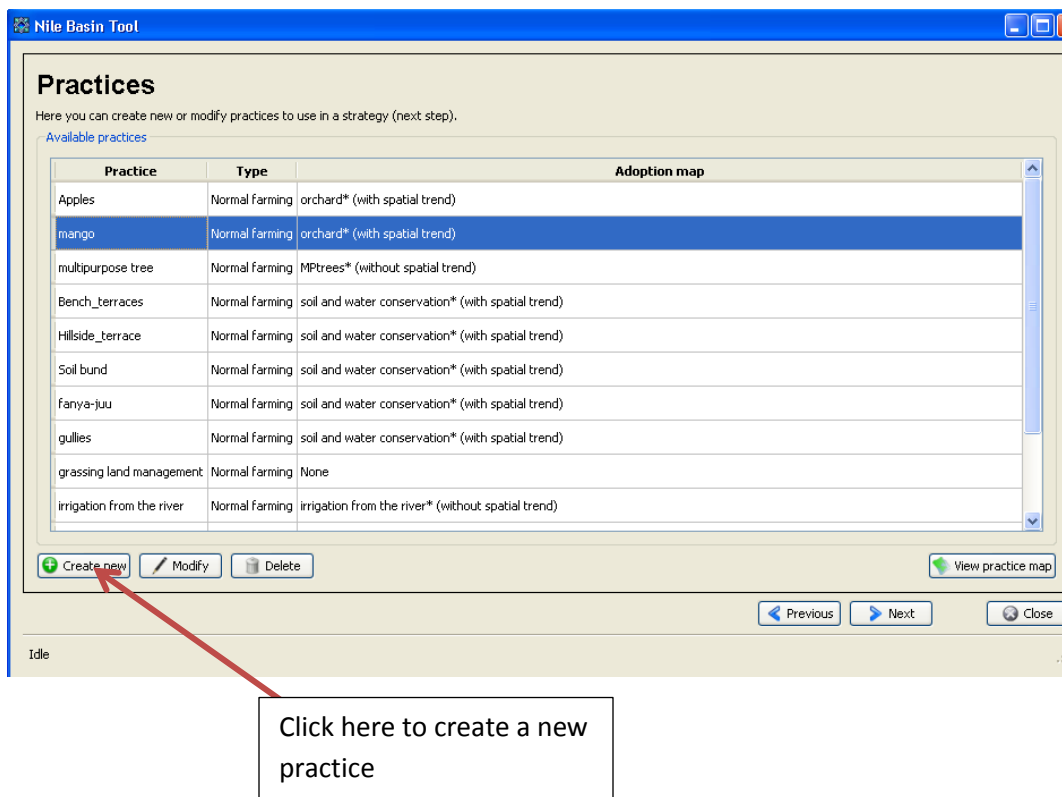 Nile Basin Tool
Practices
Here you can create new or modify practices to use in a strategy (next step).
Available practices
Practice Type Adoption map
Apples Normal farming orchard* (with spatial trend)
mango Normal farming orchard* (with spatial trend)
multipurpose tree Normal farming MPtrees* (without spatial trend)
Bench_terraces Normal farming soil and water conservation* (with spatial trend)
Hillside_terrace Normal farming soil and water conservation* (with spatial trend)
Soil bund Normal farming soil and water conservation* (with spatial trend)
fanya-juu Normal farming soil and water conservation* (with spatial trend)
gullies Normal farming soil and water conservation* (with spatial trend)
grassing land management Normal farming None
irrigation from the river Normal farming irrigation from the river* (without spatial trend)
Create new Modify Delete View practice map
Previous Next Close
Idle
Click here to create a new
practice